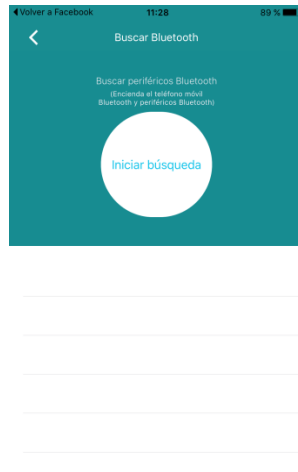 Volver a Facebook 11:28 89 %
Buscar Bluetooth
Buscar periféricos Bluetooth
(Encienda el teléfono móvil
Bluetooth y periféricos Bluetooth)
Iniciar búsqueda